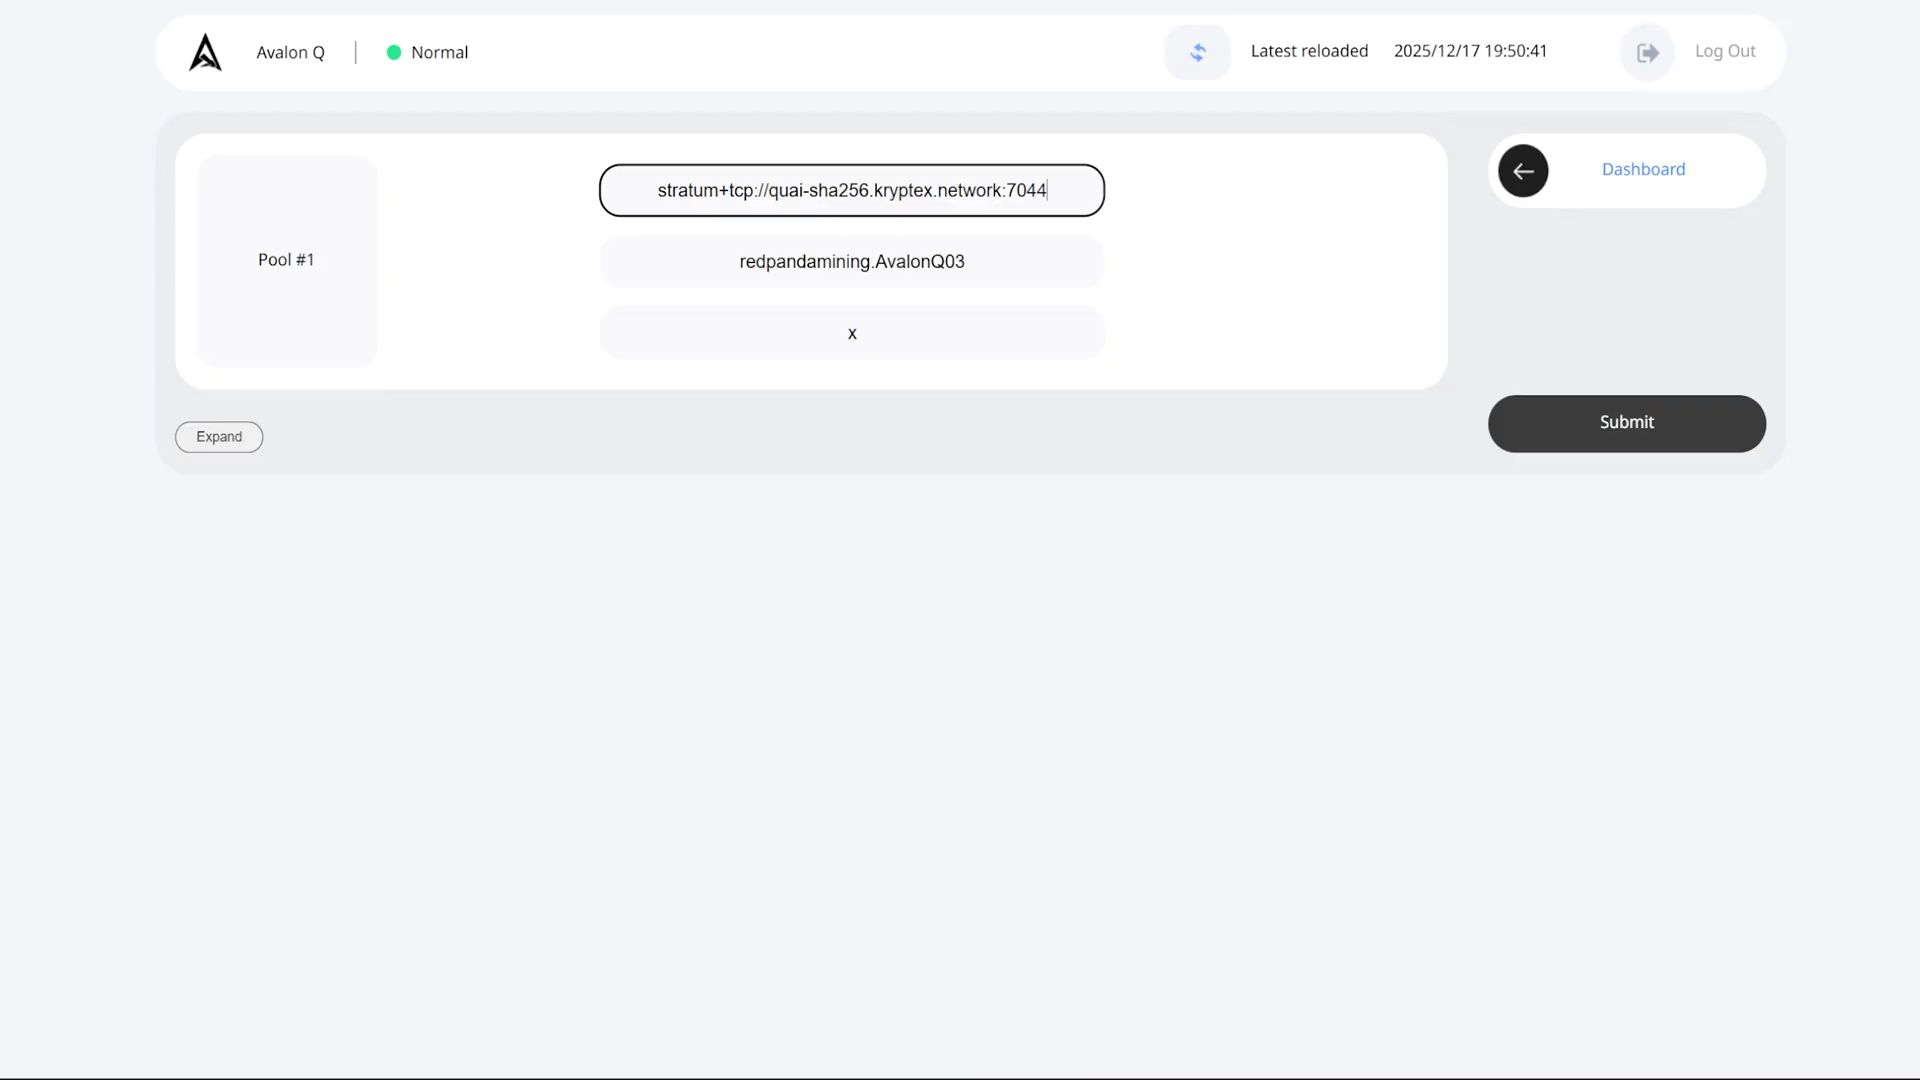 Avalon Q
Normal
Latest reloaded 2025/12/17 19:50:41
Log Out
Pool #1
stratum+tcp://quai-sha256.kryptex.network:7044
redpandamining.AvalonQ03
x
Dashboard
Expand
Submit